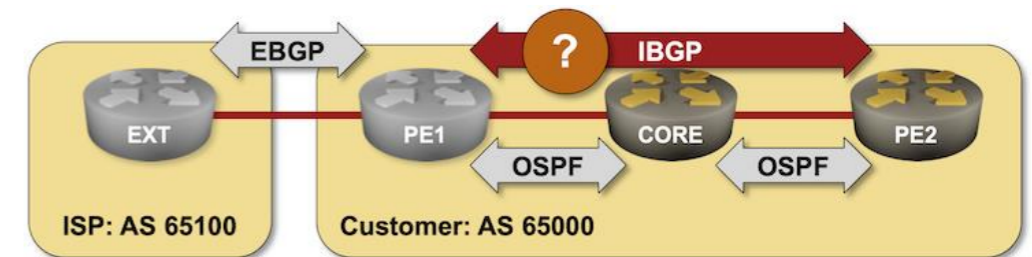 EBGP
?
IBGP
EXT
PE1
CORE
PE2
OSPF
OSPF
ISP: AS 65100
Customer: AS 65000